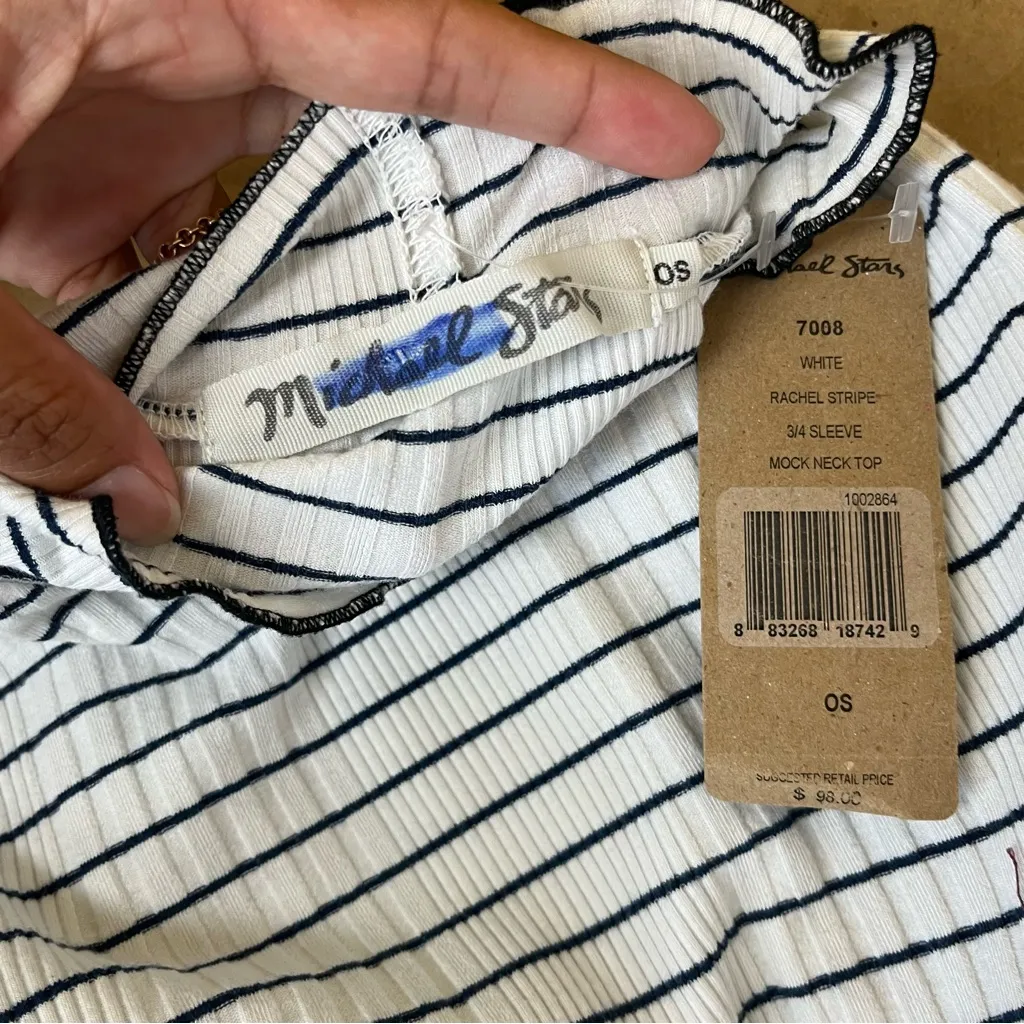 Michael Stars
OS
Michael Stars
7008
WHITE
RACHEL STRIPE
3/4 SLEEVE
MOCK NECK TOP
1002864
8 83268 18742 9
OS
SUGGESTED RETAIL PRICE
$ 98.00